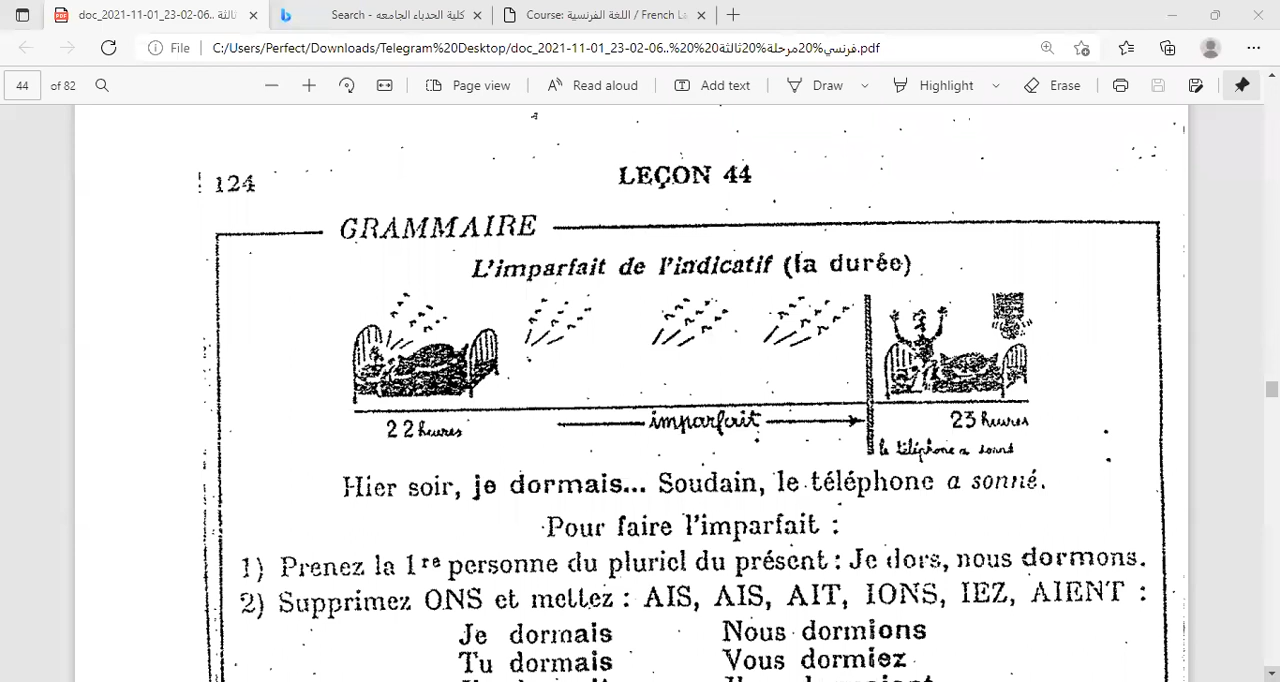 doc_2021-11-01_23-02-06.. ثالثة
Search - كلية الحدباء الجامعه
Course: اللغة الفرنسية / French
File
C:/Users/Perfect/Downloads/Telegram%20Desktop/doc_2021-11-01_23-02-06..%20%20فرنسي%20مرحلة%20ثالثة.pdf
44 of 82
Page view
Read aloud
Add text
Draw
Highlight
Erase
124
LEÇON 44
GRAMMAIRE
L'imparfait de l'indicatif (la durée)
22 heures
imparfait
23 heures
le téléphone a sonné
Hier soir, je dormais... Soudain, le téléphone a sonné.
Pour faire l'imparfait :
1) Prenez la 1re personne du pluriel du présent : Je dors, nous dormons.
2) Supprimez ONS et mettez : AIS, AIS, AIT, IONS, IEZ, AIENT :
Je dormais Nous dormions
Tu dormais Vous dormiez